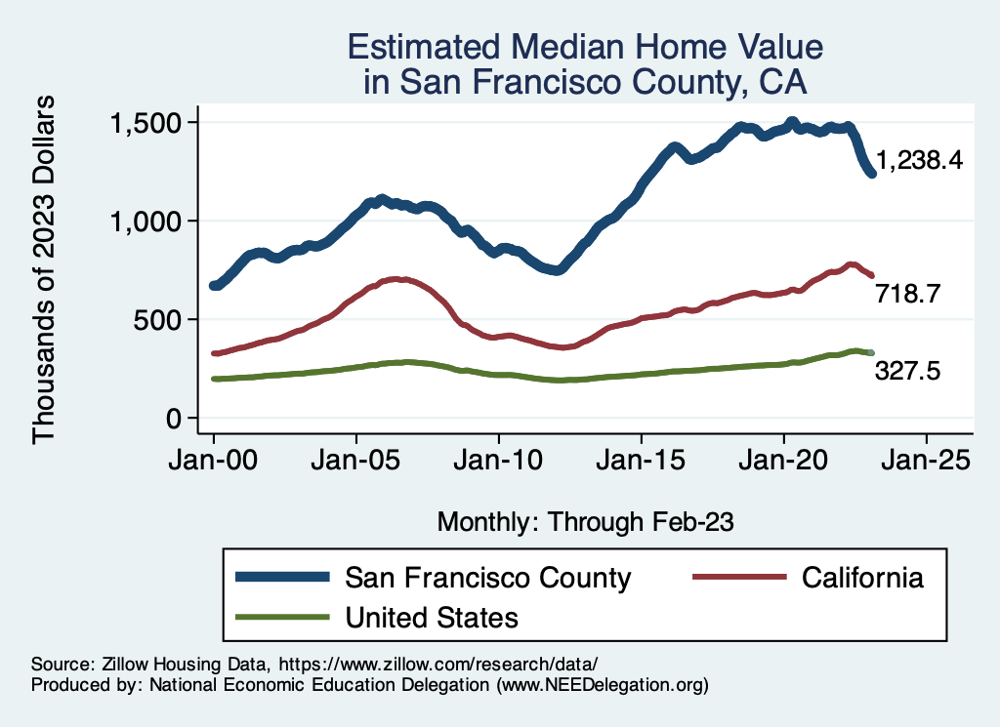 Estimated Median Home Value
in San Francisco County, CA
Thousands of 2023 Dollars
1,500
1,000
500
0
1,238.4
718.7
327.5
Jan-00 Jan-05 Jan-10 Jan-15 Jan-20 Jan-25
Monthly: Through Feb-23
San Francisco County California
United States
Source: Zillow Housing Data, https://www.zillow.com/research/data/
Produced by: National Economic Education Delegation (www.NEEDelegation.org)